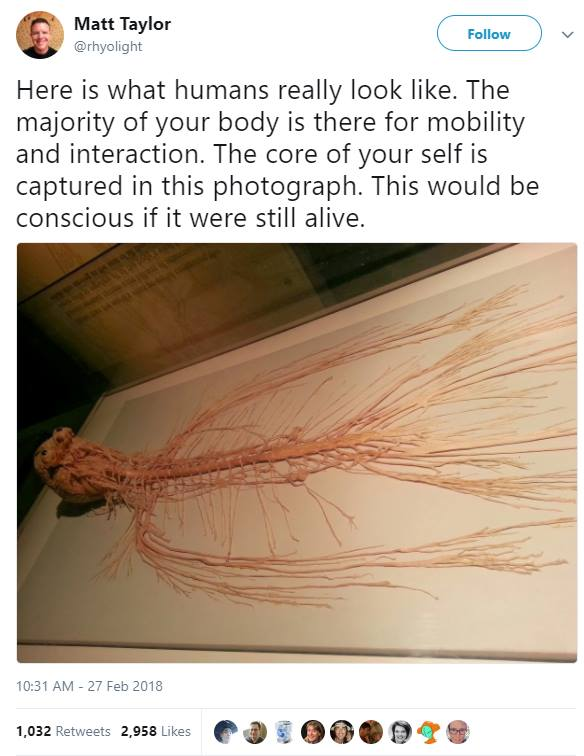 Matt Taylor
@rhyolight
Follow
Here is what humans really look like. The
majority of your body is there for mobility
and interaction. The core of your self is
captured in this photograph. This would be
conscious if it were still alive.
10:31 AM - 27 Feb 2018
1,032 Retweets 2,958 Likes